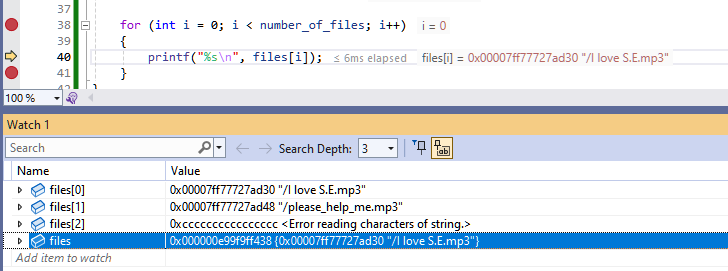 37
38 for (int i = 0; i < number_of_files; i++) i = 0
39 {
40 printf("%s\n", files[i]); ≤ 6ms elapsed files[i] = 0x00007ff77727ad30 "/I love S.E.mp3"
41 }
42
100 %
Watch 1
Search Search Depth: 3
Name Value
files[0] 0x00007ff77727ad30 "/I love S.E.mp3"
files[1] 0x00007ff77727ad48 "/please_help_me.mp3"
files[2] 0xcccccccccccccccc <Error reading characters of string.>
files 0x000000e99f9ff438 {0x00007ff77727ad30 "/I love S.E.mp3"}
Add item to watch